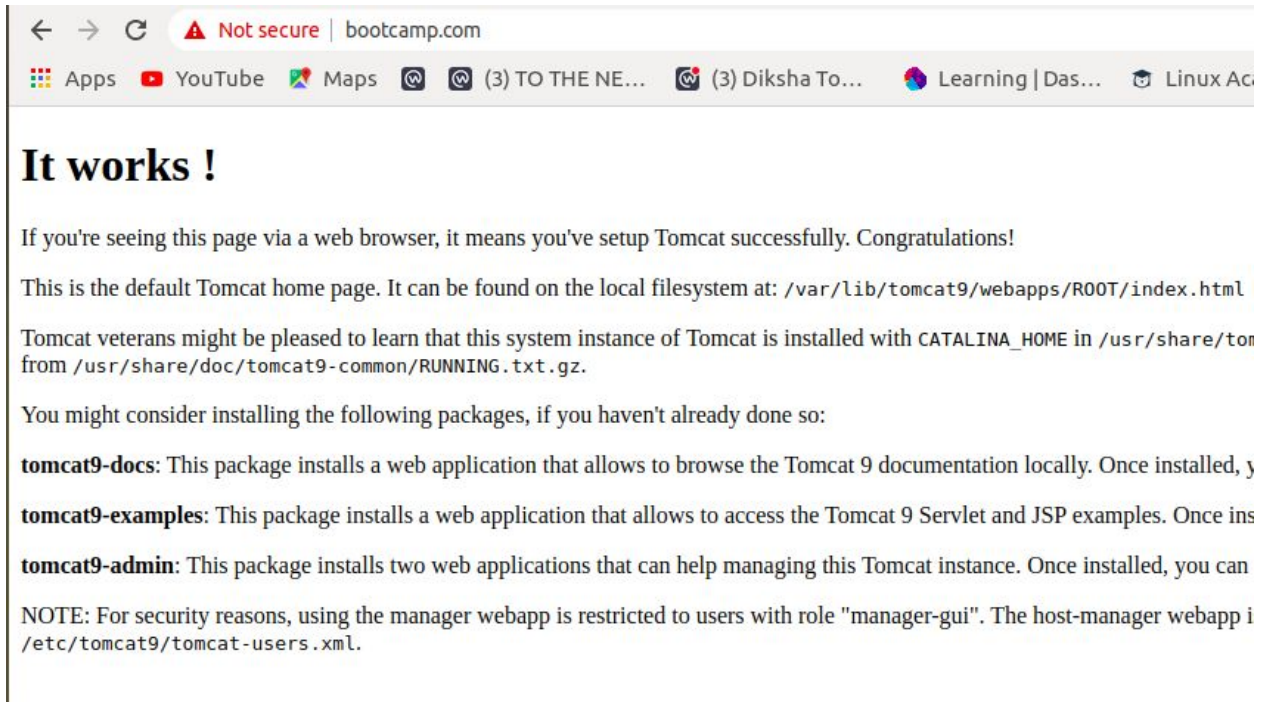 Not secure | bootcamp.com
Apps YouTube Maps (3) TO THE NE... (3) Diksha To... Learning | Das... Linux Aca
It works !
If you're seeing this page via a web browser, it means you've setup Tomcat successfully. Congratulations!
This is the default Tomcat home page. It can be found on the local filesystem at: /var/lib/tomcat9/webapps/ROOT/index.html
Tomcat veterans might be pleased to learn that this system instance of Tomcat is installed with CATALINA_HOME in /usr/share/tom
from /usr/share/doc/tomcat9-common/RUNNING.txt.gz.
You might consider installing the following packages, if you haven't already done so:
tomcat9-docs: This package installs a web application that allows to browse the Tomcat 9 documentation locally. Once installed, y
tomcat9-examples: This package installs a web application that allows to access the Tomcat 9 Servlet and JSP examples. Once ins
tomcat9-admin: This package installs two web applications that can help managing this Tomcat instance. Once installed, you can
NOTE: For security reasons, using the manager webapp is restricted to users with role "manager-gui". The host-manager webapp i
/etc/tomcat9/tomcat-users.xml.